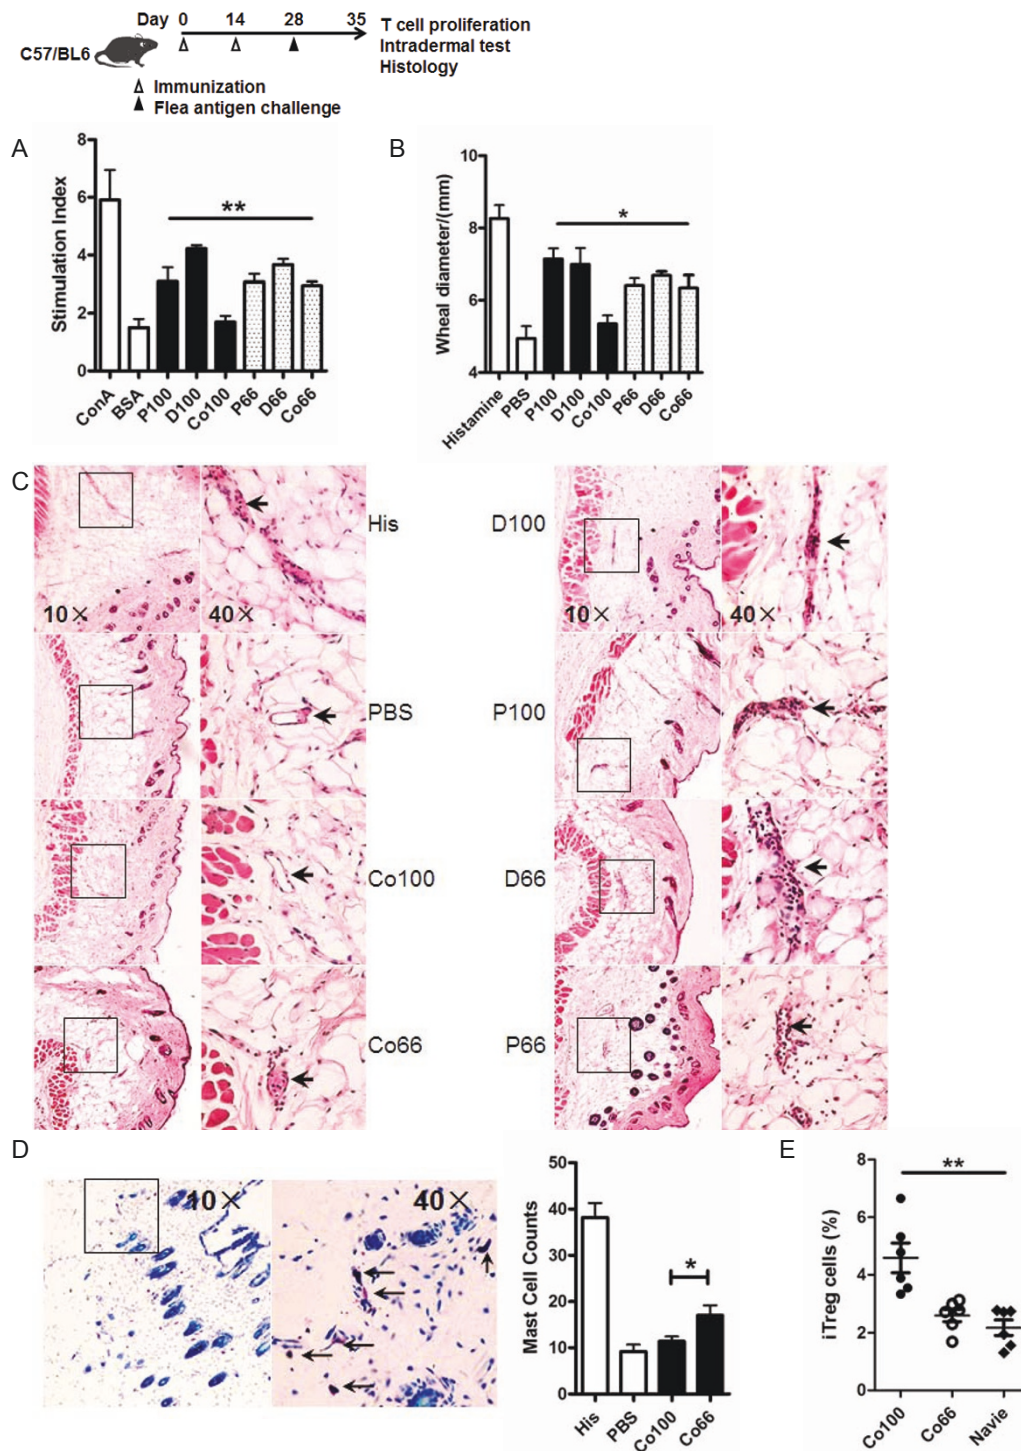 Day 0 14 28 35
T cell proliferation
Intradermal test
Histology
C57/BL6
Immunization
Flea antigen challenge
A
Stimulation Index
8
6
4
2
0
**
ConA
BSA
P100
D100
Co100
P66
D66
Co66
B
Wheal diameter/(mm)
10
8
6
4
*
Histamine
PBS
P100
D100
Co100
P66
D66
Co66
C
10× 40×
His
D100
10× 40×
PBS
P100
Co100
D66
Co66
P66
D
10× 40×
Mast Cell Counts
50
40
30
20
10
0
*
His
PBS
Co100
Co66
E
iTreg cells (%)
8
6
4
2
0
**
Co100
Co66
Navie